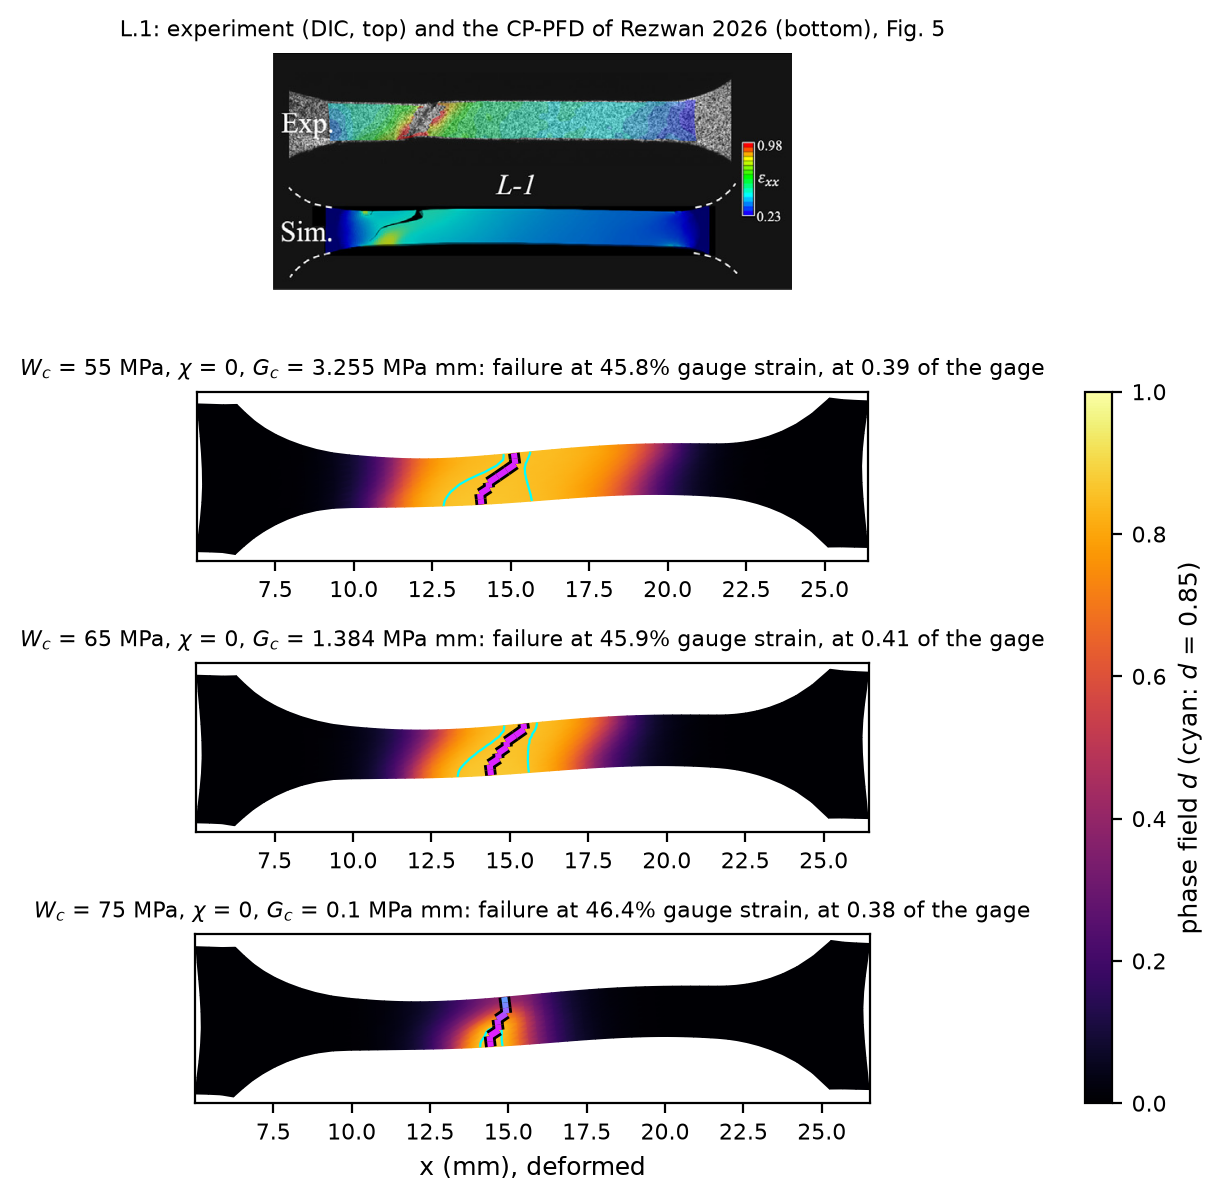 L.1: experiment (DIC, top) and the CP-PFD of Rezwan 2026 (bottom), Fig. 5
Exp.
0.98
εxx
0.23
L-1
Sim.
Wc = 55 MPa, χ = 0, Gc = 3.255 MPa mm: failure at 45.8% gauge strain, at 0.39 of the gage
7.5 10.0 12.5 15.0 17.5 20.0 22.5 25.0
Wc = 65 MPa, χ = 0, Gc = 1.384 MPa mm: failure at 45.9% gauge strain, at 0.41 of the gage
7.5 10.0 12.5 15.0 17.5 20.0 22.5 25.0
Wc = 75 MPa, χ = 0, Gc = 0.1 MPa mm: failure at 46.4% gauge strain, at 0.38 of the gage
7.5 10.0 12.5 15.0 17.5 20.0 22.5 25.0
x (mm), deformed
1.0
0.8
0.6
0.4
0.2
0.0
phase field d (cyan: d = 0.85)